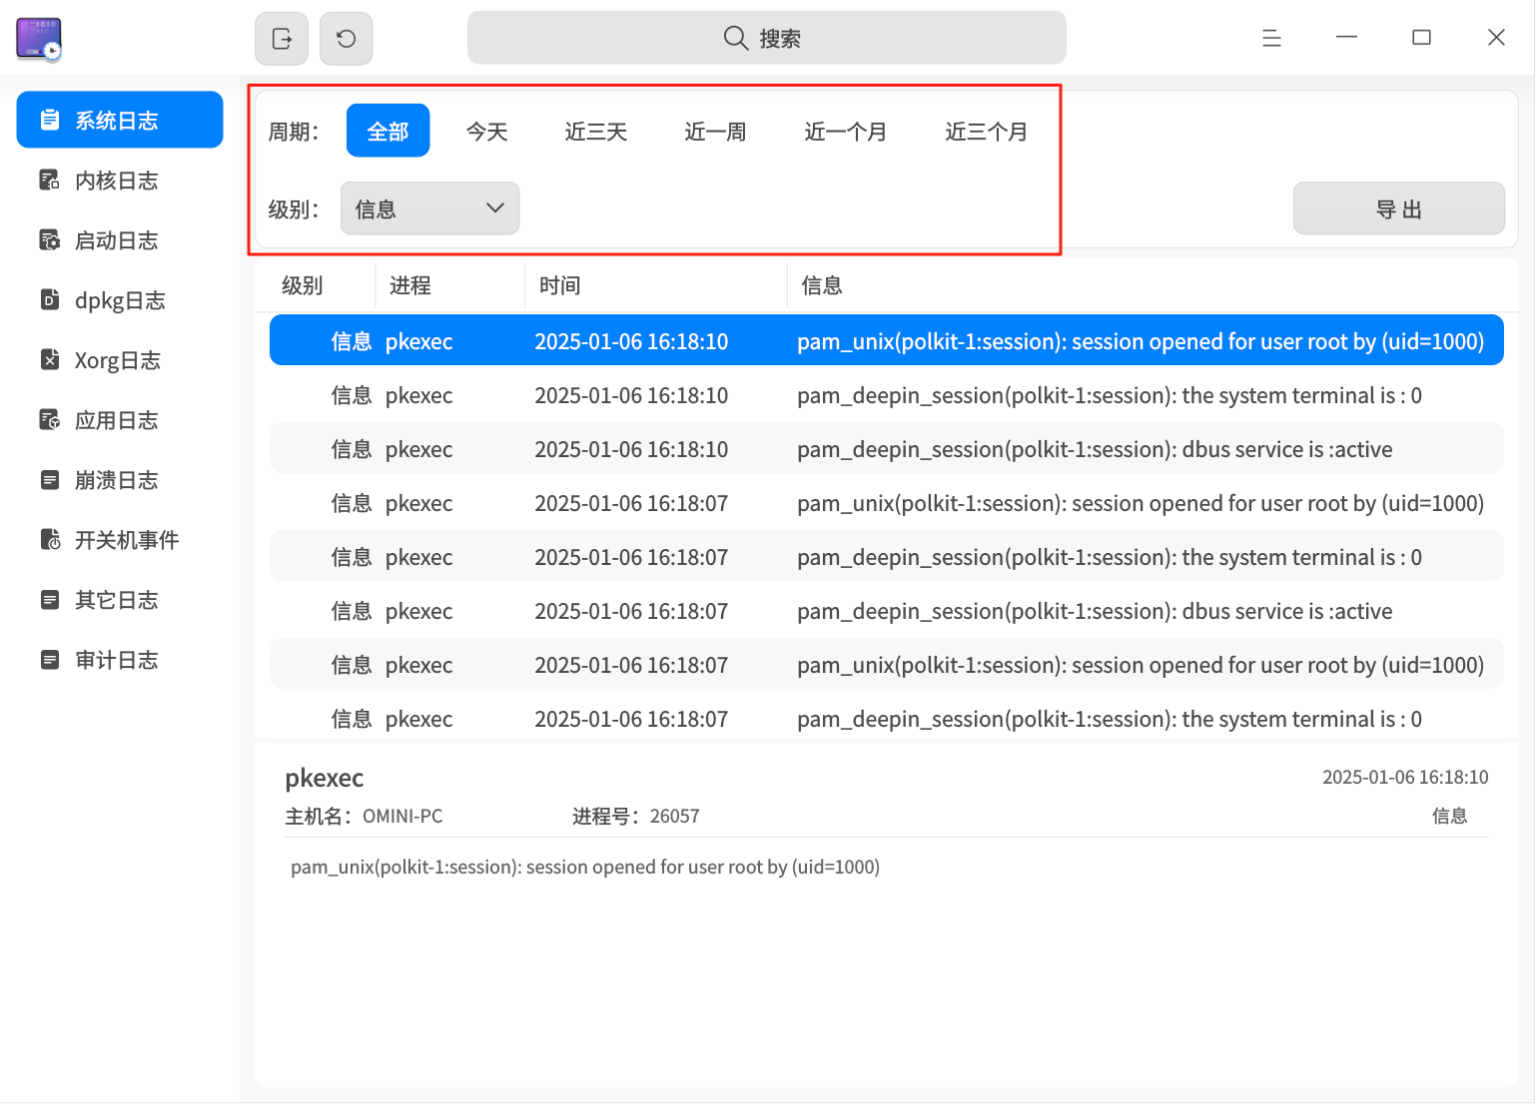 搜索
系统日志
内核日志
启动日志
dpkg日志
Xorg日志
应用日志
崩溃日志
开关机事件
其它日志
审计日志
周期： 全部 今天 近三天 近一周 近一个月 近三个月
级别： 信息 导 出
级别 进程 时间 信息
信息 pkexec 2025-01-06 16:18:10 pam_unix(polkit-1:session): session opened for user root by (uid=1000)
信息 pkexec 2025-01-06 16:18:10 pam_deepin_session(polkit-1:session): the system terminal is : 0
信息 pkexec 2025-01-06 16:18:10 pam_deepin_session(polkit-1:session): dbus service is :active
信息 pkexec 2025-01-06 16:18:07 pam_unix(polkit-1:session): session opened for user root by (uid=1000)
信息 pkexec 2025-01-06 16:18:07 pam_deepin_session(polkit-1:session): the system terminal is : 0
信息 pkexec 2025-01-06 16:18:07 pam_deepin_session(polkit-1:session): dbus service is :active
信息 pkexec 2025-01-06 16:18:07 pam_unix(polkit-1:session): session opened for user root by (uid=1000)
信息 pkexec 2025-01-06 16:18:07 pam_deepin_session(polkit-1:session): the system terminal is : 0
pkexec 2025-01-06 16:18:10
主机名： OMINI-PC 进程号： 26057 信息
pam_unix(polkit-1:session): session opened for user root by (uid=1000)